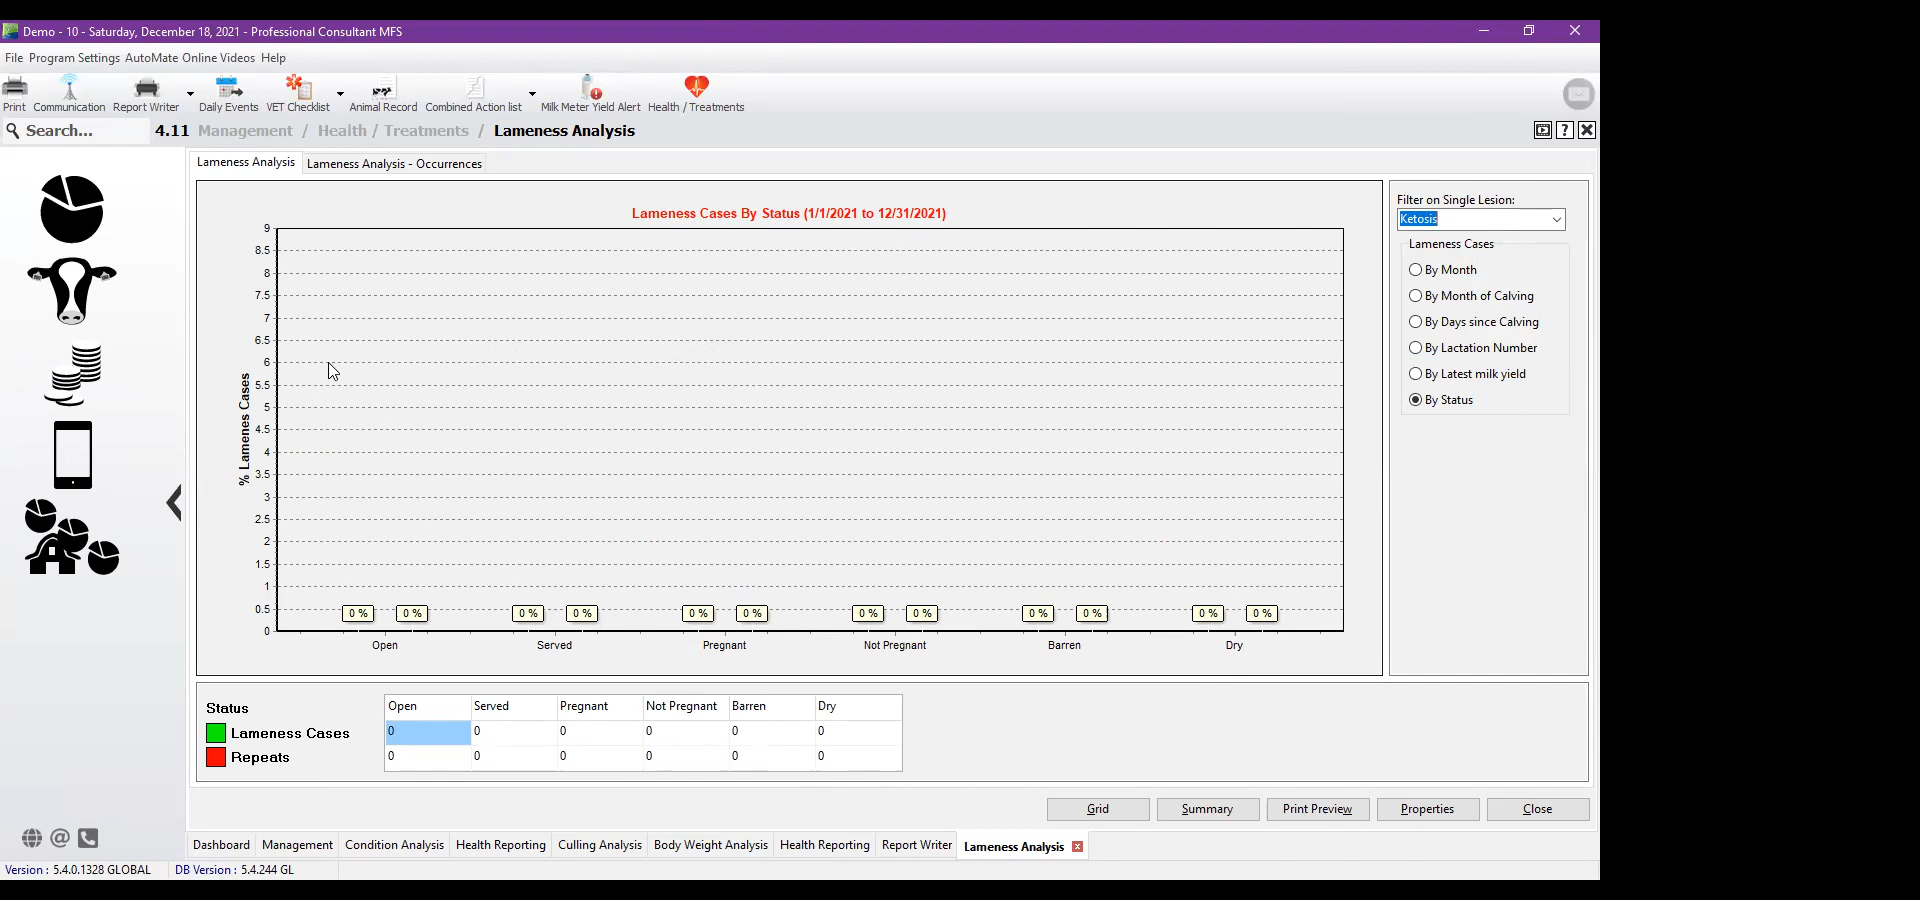 Demo - 10 - Saturday, December 18, 2021 - Professional Consultant MFS
File Program Settings AutoMate Online Videos Help
Print Communication Report Writer Daily Events VET Checklist Animal Record Combined Action list Milk Meter Yield Alert Health / Treatments
Search... 4.11 Management / Health / Treatments / Lameness Analysis
Lameness Analysis Lameness Analysis - Occurrences
Lameness Cases By Status (1/1/2021 to 12/31/2021)
9
8.5
8
7.5
7
6.5
6
5.5
5
4.5
4
3.5
3
2.5
2
1.5
1
0.5
0
% Lamenes Cases
0 % 0 % 0 % 0 % 0 % 0 % 0 % 0 % 0 % 0 % 0 % 0 %
Open Served Pregnant Not Pregnant Barren Dry
Filter on Single Lesion:
Ketosis
Lameness Cases
By Month
By Month of Calving
By Days since Calving
By Lactation Number
By Latest milk yield
By Status
Status Open Served Pregnant Not Pregnant Barren Dry
Lameness Cases 0 0 0 0 0 0
Repeats 0 0 0 0 0 0
Grid Summary Print Preview Properties Close
Dashboard Management Condition Analysis Health Reporting Culling Analysis Body Weight Analysis Health Reporting Report Writer Lameness Analysis
Version : 5.4.0.1328 GLOBAL DB Version : 5.4.244 GL